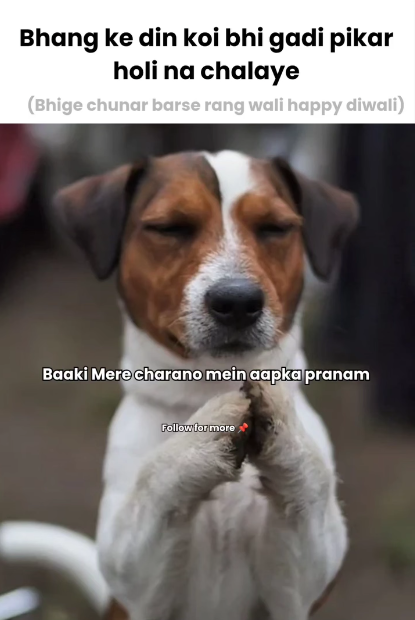 Bhang ke din koi bhi gadi pikar
holi na chalaye
(Bhige chunar barse rang wali happy diwali)
Baaki Mere charano mein aapka pranam
Follow for more 📌